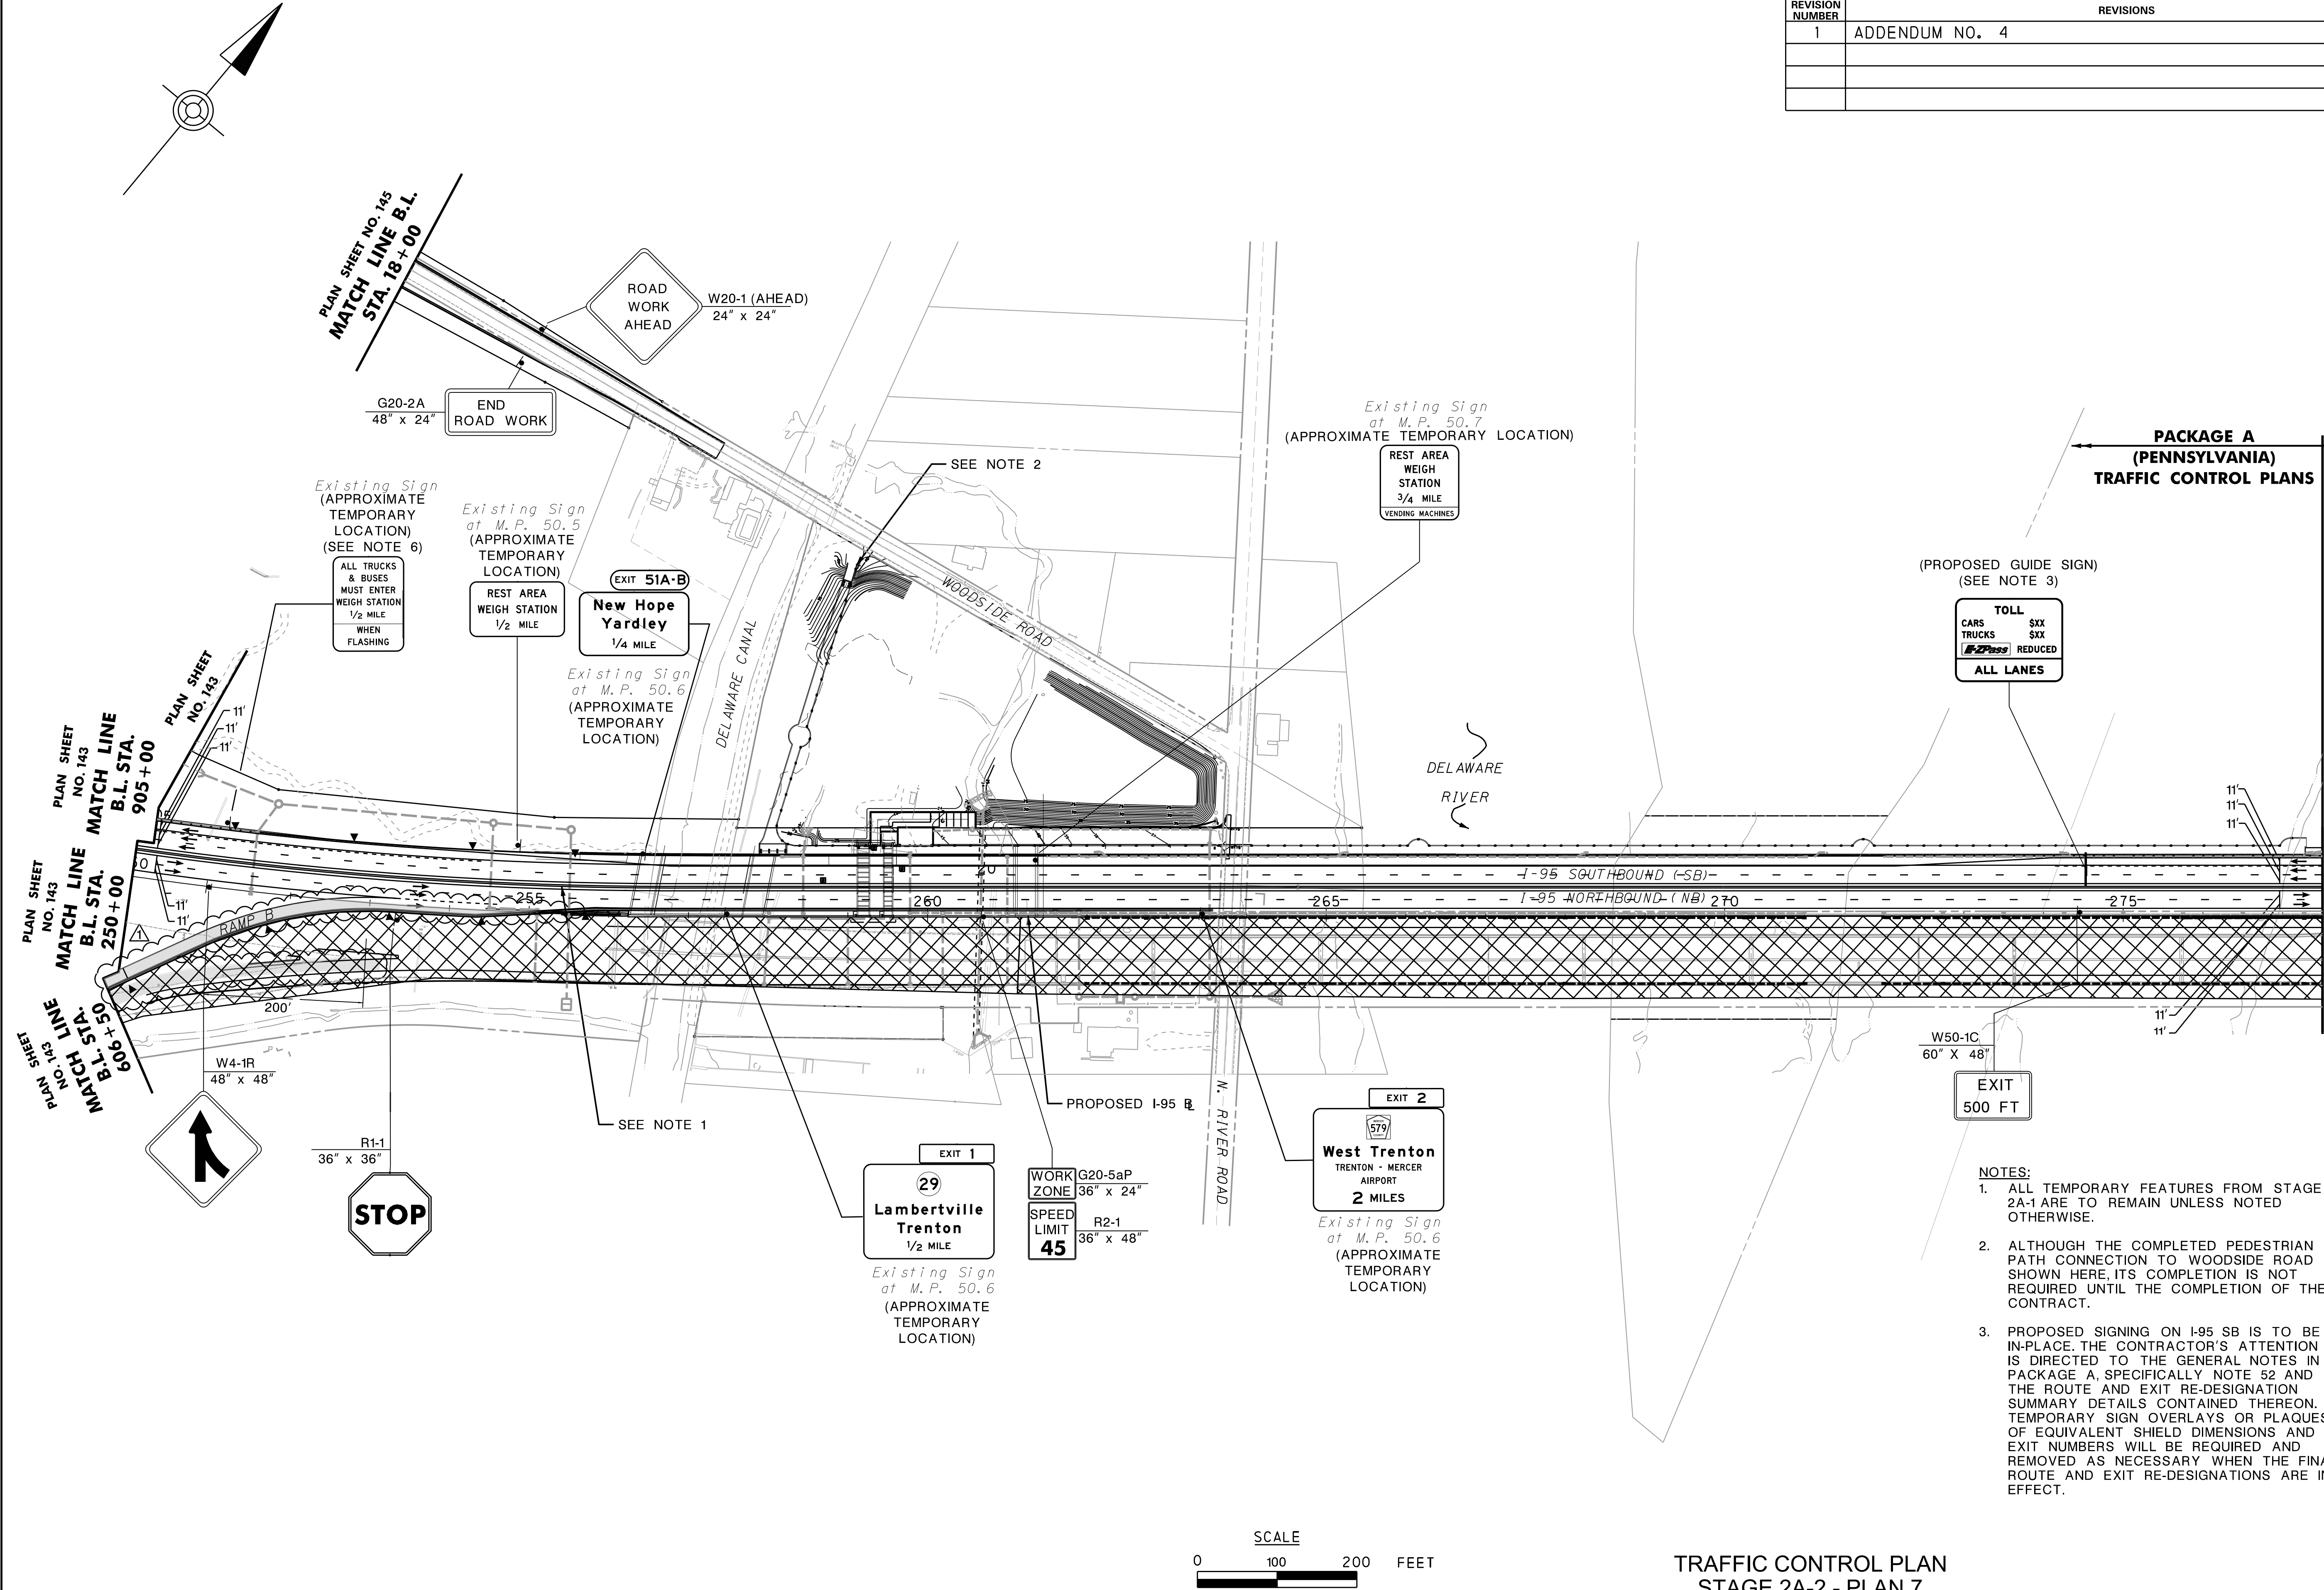 REVISION
NUMBER
REVISIONS
1
ADDENDUM NO. 4
PLAN SHEET NO. 145
MATCH LINE B.L.
STA. 18+00
ROAD
WORK
AHEAD
W20-1 (AHEAD)
24" x 24"
G20-2A
48" x 24"
END
ROAD WORK
SEE NOTE 2
Existing Sign
at M.P. 50.7
(APPROXIMATE TEMPORARY LOCATION)
REST AREA
WEIGH
STATION
3/4 MILE
VENDING MACHINES
PACKAGE A
(PENNSYLVANIA)
TRAFFIC CONTROL PLANS
Existing Sign
(APPROXIMATE
TEMPORARY
LOCATION)
(SEE NOTE 6)
ALL TRUCKS
& BUSES
MUST ENTER
WEIGH STATION
1/2 MILE
WHEN
FLASHING
Existing Sign
at M.P. 50.5
(APPROXIMATE
TEMPORARY
LOCATION)
REST AREA
WEIGH STATION
1/2 MILE
EXIT 51A-B
New Hope
Yardley
1/4 MILE
Existing Sign
at M.P. 50.6
(APPROXIMATE
TEMPORARY
LOCATION)
DELAWARE CANAL
WOODSIDE ROAD
(PROPOSED GUIDE SIGN)
(SEE NOTE 3)
TOLL
CARS $XX
TRUCKS $XX
E-ZPass REDUCED
ALL LANES
DELAWARE
RIVER
PLAN SHEET
NO. 143
PLAN SHEET
NO. 143
MATCH LINE
B.L. STA.
905+00
11'
11'
11'
11'
11'
11'
PLAN SHEET
NO. 143
MATCH LINE
B.L. STA.
250+00
11'
11'
I-95 SOUTHBOUND (SB)
I-95 NORTHBOUND (NB)
255
260
265
270
275
RAMP B
1
200'
PLAN SHEET
NO. 143
MATCH LINE
B.L. STA.
606+50
11'
11'
W4-1R
48" x 48"
R1-1
36" x 36"
STOP
SEE NOTE 1
PROPOSED I-95 BL
N. RIVER ROAD
EXIT 1
29
Lambertville
Trenton
1/2 MILE
Existing Sign
at M.P. 50.6
(APPROXIMATE
TEMPORARY
LOCATION)
WORK
ZONE
G20-5aP
36" x 24"
SPEED
LIMIT
45
R2-1
36" x 48"
EXIT 2
579
West Trenton
TRENTON - MERCER
AIRPORT
2 MILES
Existing Sign
at M.P. 50.6
(APPROXIMATE
TEMPORARY
LOCATION)
W50-1C
60" X 48"
EXIT
500 FT
NOTES:
1. ALL TEMPORARY FEATURES FROM STAGE
2A-1 ARE TO REMAIN UNLESS NOTED
OTHERWISE.
2. ALTHOUGH THE COMPLETED PEDESTRIAN
PATH CONNECTION TO WOODSIDE ROAD
SHOWN HERE, ITS COMPLETION IS NOT
REQUIRED UNTIL THE COMPLETION OF THE
CONTRACT.
3. PROPOSED SIGNING ON I-95 SB IS TO BE
IN-PLACE. THE CONTRACTOR'S ATTENTION
IS DIRECTED TO THE GENERAL NOTES IN
PACKAGE A, SPECIFICALLY NOTE 52 AND
THE ROUTE AND EXIT RE-DESIGNATION
SUMMARY DETAILS CONTAINED THEREON.
TEMPORARY SIGN OVERLAYS OR PLAQUES
OF EQUIVALENT SHIELD DIMENSIONS AND
EXIT NUMBERS WILL BE REQUIRED AND
REMOVED AS NECESSARY WHEN THE
ROUTE AND EXIT RE-DESIGNATIONS ARE
EFFECT.
SCALE
0 100 200 FEET
TRAFFIC CONTROL PLAN
STAGE 2A-2 - PLAN 7